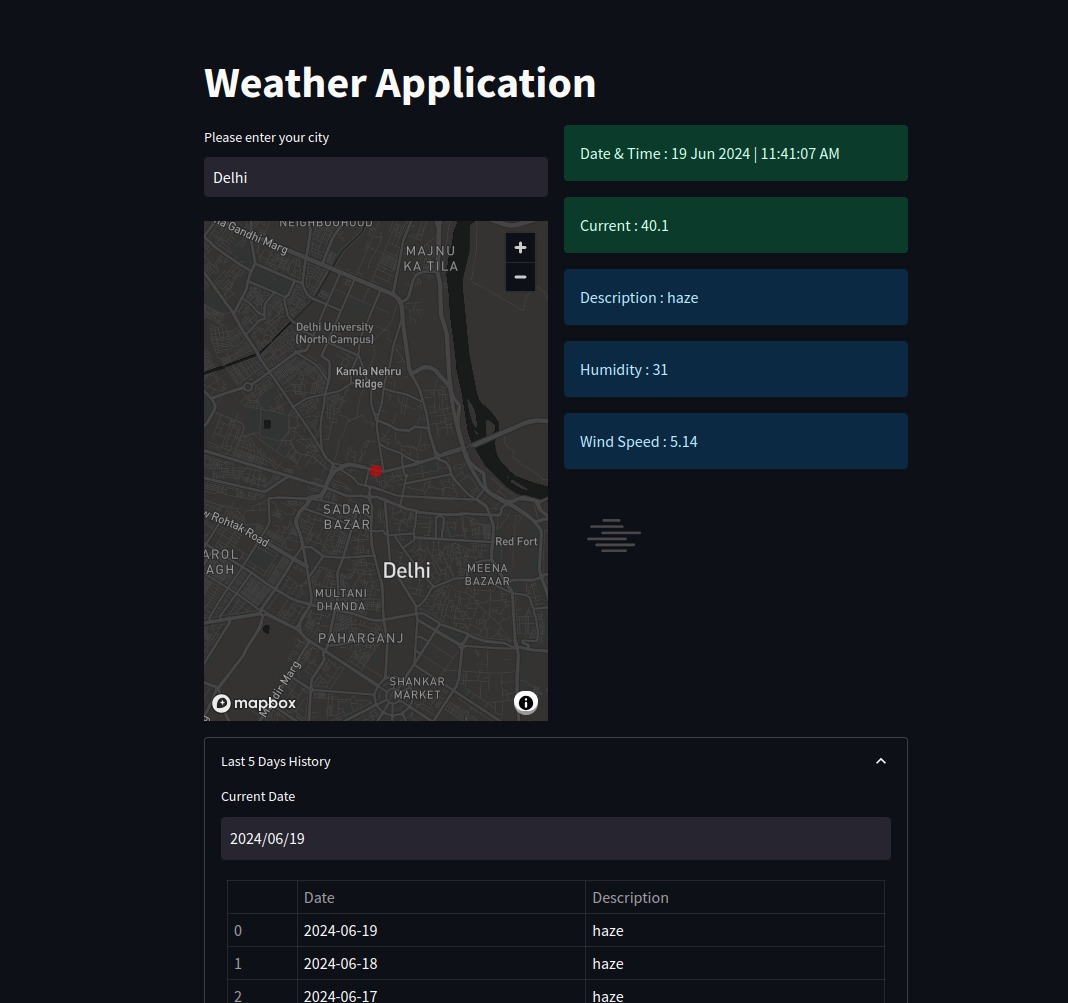 Weather Application
Please enter your city
Delhi
NEIGHBOUHOUD
Gandhi Marg
MAJNU
KA TILA
Delhi University
(North Campus)
Kamla Nehru
Ridge
SADAR
BAZAR
Rohtak Road
Red Fort
Delhi
MEENA
BAZAAR
MULTANI
DHANDA
PAHARGANJ
SHANKAR
MARKET
Marg
mapbox
Date & Time : 19 Jun 2024 | 11:41:07 AM
Current : 40.1
Description : haze
Humidity : 31
Wind Speed : 5.14
Last 5 Days History
Current Date
2024/06/19
Date Description
0 2024-06-19 haze
1 2024-06-18 haze
2 2024-06-17 haze